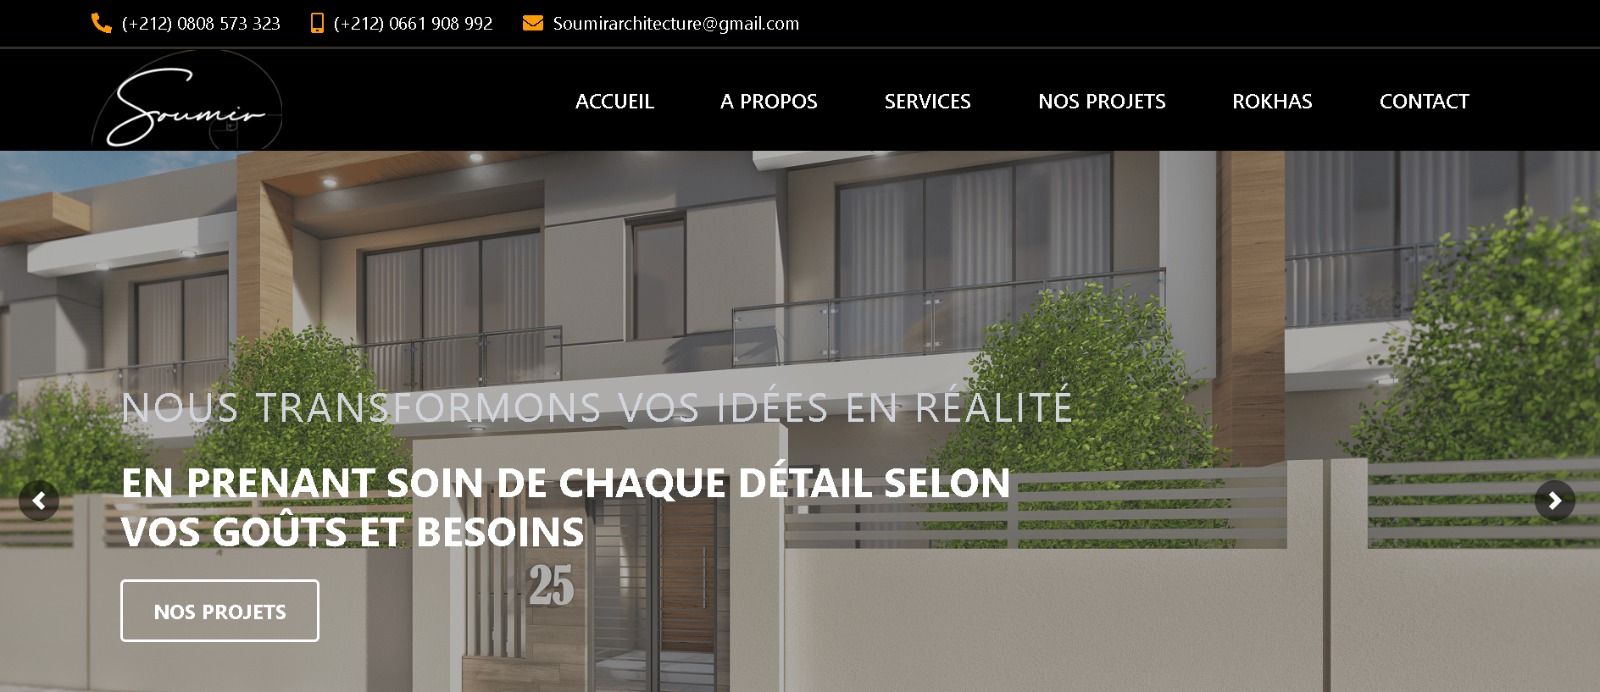 (+212) 0808 573 323 (+212) 0661 908 992 Soumirarchitecture@gmail.com
Soumir
ACCUEIL A PROPOS SERVICES NOS PROJETS ROKHAS CONTACT
NOUS TRANSFORMONS VOS IDÉES EN RÉALITÉ
EN PRENANT SOIN DE CHAQUE DÉTAIL SELON
VOS GOÛTS ET BESOINS
25
NOS PROJETS